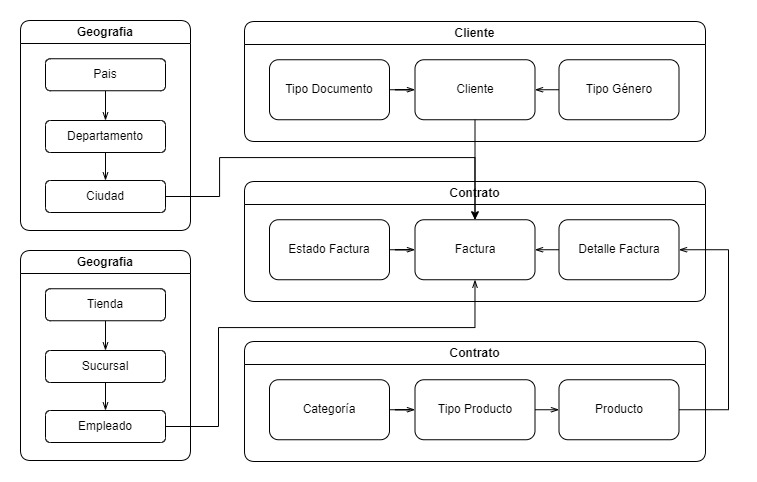 Geografia
Pais
Departamento
Ciudad
Geografia
Tienda
Sucursal
Empleado
Cliente
Tipo Documento
Cliente
Tipo Género
Contrato
Estado Factura
Factura
Detalle Factura
Contrato
Categoría
Tipo Producto
Producto